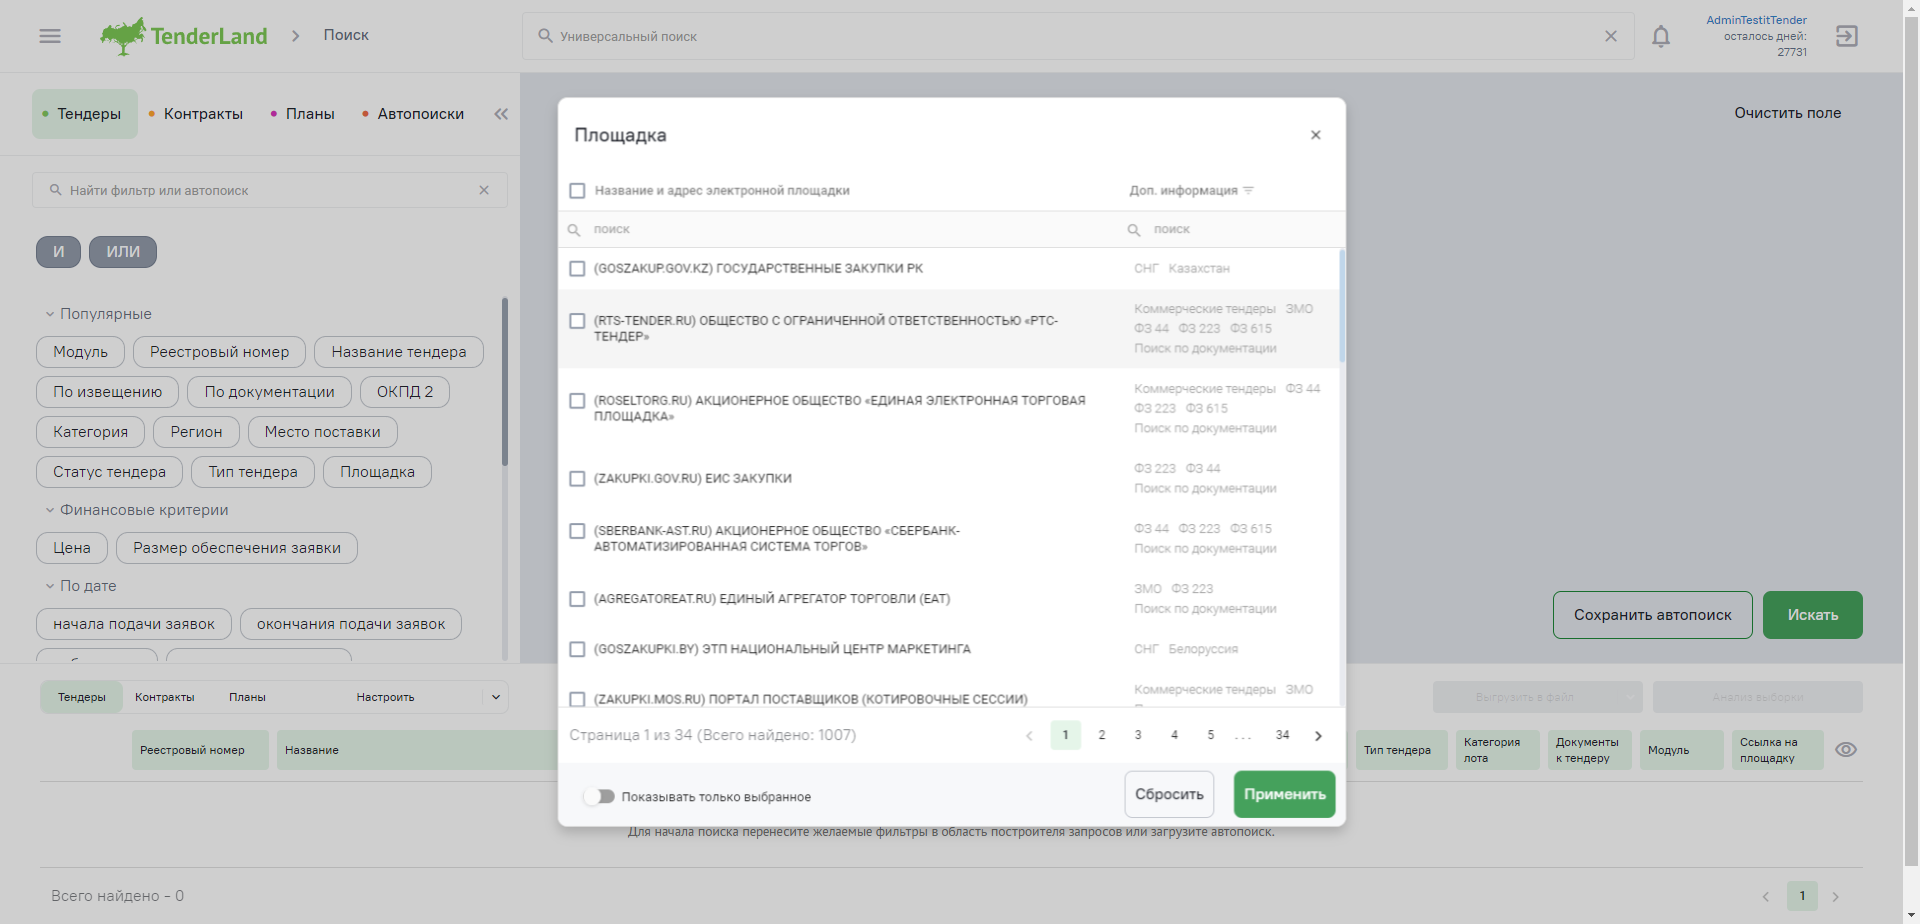 TenderLand
Поиск
Универсальный поиск
AdminTestitTender
осталось дней:
27731
Тендеры
Контракты
Планы
Автопоиски
Найти фильтр или автопоиск
И
ИЛИ
Популярные
Модуль
Реестровый номер
Название тендера
По извещению
По документации
ОКПД 2
Категория
Регион
Место поставки
Статус тендера
Тип тендера
Площадка
Финансовые критерии
Цена
Размер обеспечения заявки
По дате
начала подачи заявок
окончания подачи заявок
Очистить поле
Сохранить автопоиск
Искать
Площадка
Название и адрес электронной площадки
Доп. информация
поиск
поиск
(GOSZAKUP.GOV.KZ) ГОСУДАРСТВЕННЫЕ ЗАКУПКИ РК
СНГ Казахстан
(RTS-TENDER.RU) ОБЩЕСТВО С ОГРАНИЧЕННОЙ ОТВЕТСТВЕННОСТЬЮ «РТС-
ТЕНДЕР»
Коммерческие тендеры ЗМО
ФЗ 44 ФЗ 223 ФЗ 615
Поиск по документации
(ROSELTORG.RU) АКЦИОНЕРНОЕ ОБЩЕСТВО «ЕДИНАЯ ЭЛЕКТРОННАЯ ТОРГОВАЯ
ПЛОЩАДКА»
Коммерческие тендеры ФЗ 44
ФЗ 223 ФЗ 615
Поиск по документации
(ZAKUPKI.GOV.RU) ЕИС ЗАКУПКИ
ФЗ 223 ФЗ 44
Поиск по документации
(SBERBANK-AST.RU) АКЦИОНЕРНОЕ ОБЩЕСТВО «СБЕРБАНК-
АВТОМАТИЗИРОВАННАЯ СИСТЕМА ТОРГОВ»
ФЗ 44 ФЗ 223 ФЗ 615
Поиск по документации
(AGREGATOREAT.RU) ЕДИНЫЙ АГРЕГАТОР ТОРГОВЛИ (ЕАТ)
ЗМО ФЗ 223
Поиск по документации
(GOSZAKUPKI.BY) ЭТП НАЦИОНАЛЬНЫЙ ЦЕНТР МАРКЕТИНГА
СНГ Белоруссия
(ZAKUPKI.MOS.RU) ПОРТАЛ ПОСТАВЩИКОВ (КОТИРОВОЧНЫЕ СЕССИИ)
Коммерческие тендеры ЗМО
Страница 1 из 34 (Всего найдено: 1007)
1 2 3 4 5 ... 34
Показывать только выбранное
Сбросить
Применить
Тендеры
Контракты
Планы
Настроить
Выгрузить в файл
Анализ выборки
Реестровый номер
Название
Тип тендера
Категория
лота
Документы
к тендеру
Модуль
Ссылка на
площадку
Для начала поиска перенесите желаемые фильтры в область построителя запросов или загрузите автопоиск.
Всего найдено - 0
1